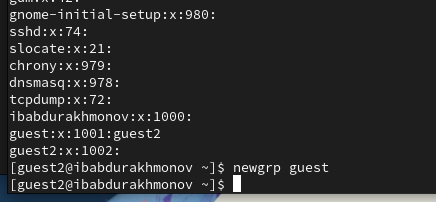 gnome-initial-setup:x:980:
sshd:x:74:
slocate:x:21:
chrony:x:979:
dnsmasq:x:978:
tcpdump:x:72:
ibabdurakhmonov:x:1000:
guest:x:1001:guest2
guest2:x:1002:
[guest2@ibabdurakhmonov ~]$ newgrp guest
[guest2@ibabdurakhmonov ~]$